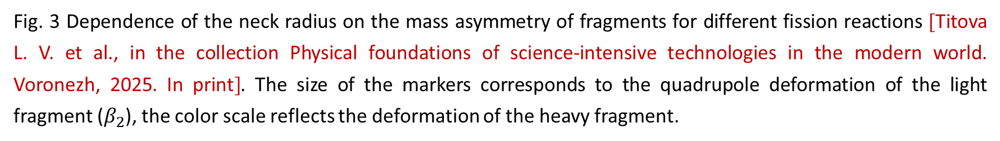 Fig. 3 Dependence of the neck radius on the mass asymmetry of fragments for different fission reactions [Titova
L. V. et al., in the collection Physical foundations of science-intensive technologies in the modern world.
Voronezh, 2025. In print]. The size of the markers corresponds to the quadrupole deformation of the light
fragment (𝛽₂), the color scale reflects the deformation of the heavy fragment.